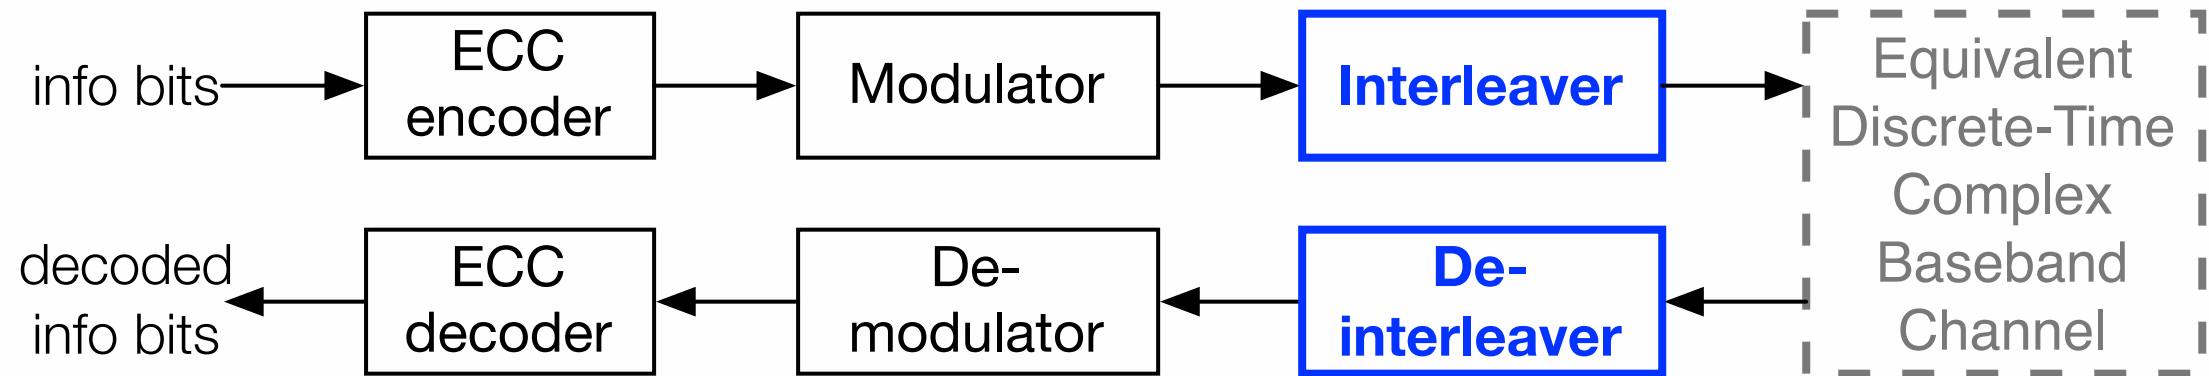 info bits
ECC
encoder
Modulator
Interleaver
Equivalent
Discrete-Time
Complex
Baseband
Channel
decoded
info bits
ECC
decoder
De-
modulator
De-
interleaver